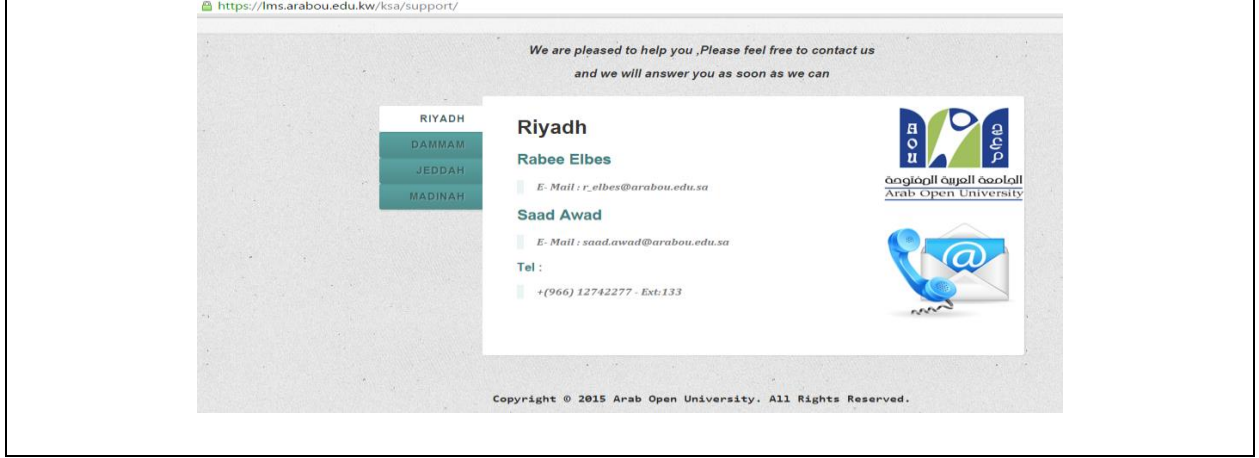 https://lms.arabou.edu.kw/ksa/support/
We are pleased to help you ,Please feel free to contact us
and we will answer you as soon as we can
RIYADH
DAMMAM
JEDDAH
MADINAH
Riyadh
Rabee Elbes
E- Mail : r_elbes@arabou.edu.sa
Saad Awad
E- Mail : saad.awad@arabou.edu.sa
Tel :
+(966) 12742277 - Ext:133
AOU
ج ع م
الجامعة العربية المفتوحة
Arab Open University
@
Copyright © 2015 Arab Open University. All Rights Reserved.